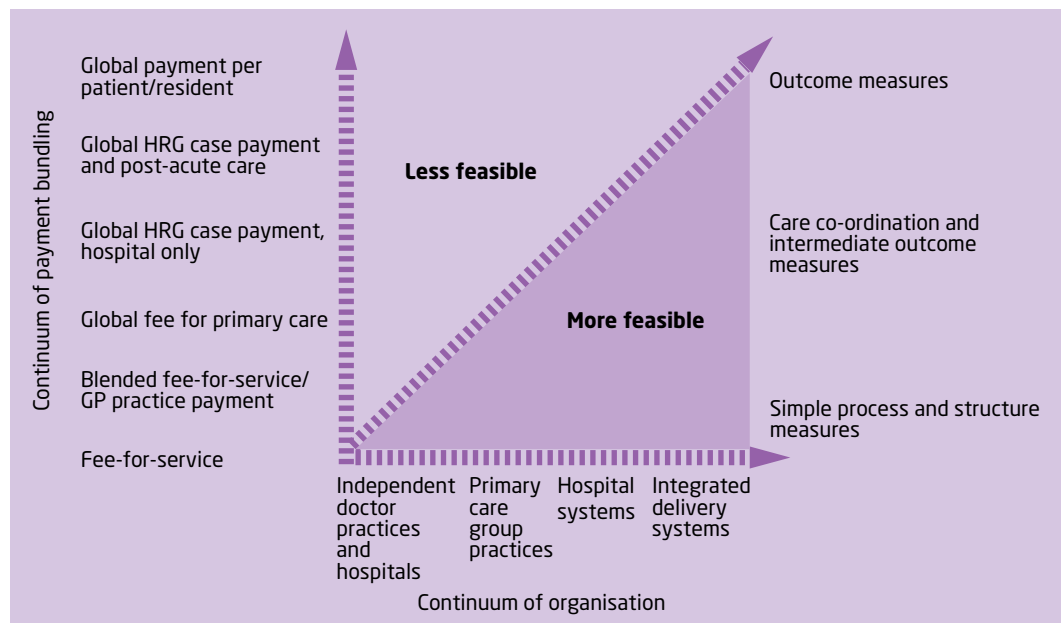 Continuum of payment bundling
Global payment per
patient/resident
Global HRG case payment
and post-acute care
Global HRG case payment,
hospital only
Global fee for primary care
Blended fee-for-service/
GP practice payment
Fee-for-service
Less feasible
More feasible
Outcome measures
Care co-ordination and
intermediate outcome
measures
Simple process and structure
measures
Independent
doctor
practices
and
hospitals
Primary
care
group
practices
Hospital
systems
Integrated
delivery
systems
Continuum of organisation